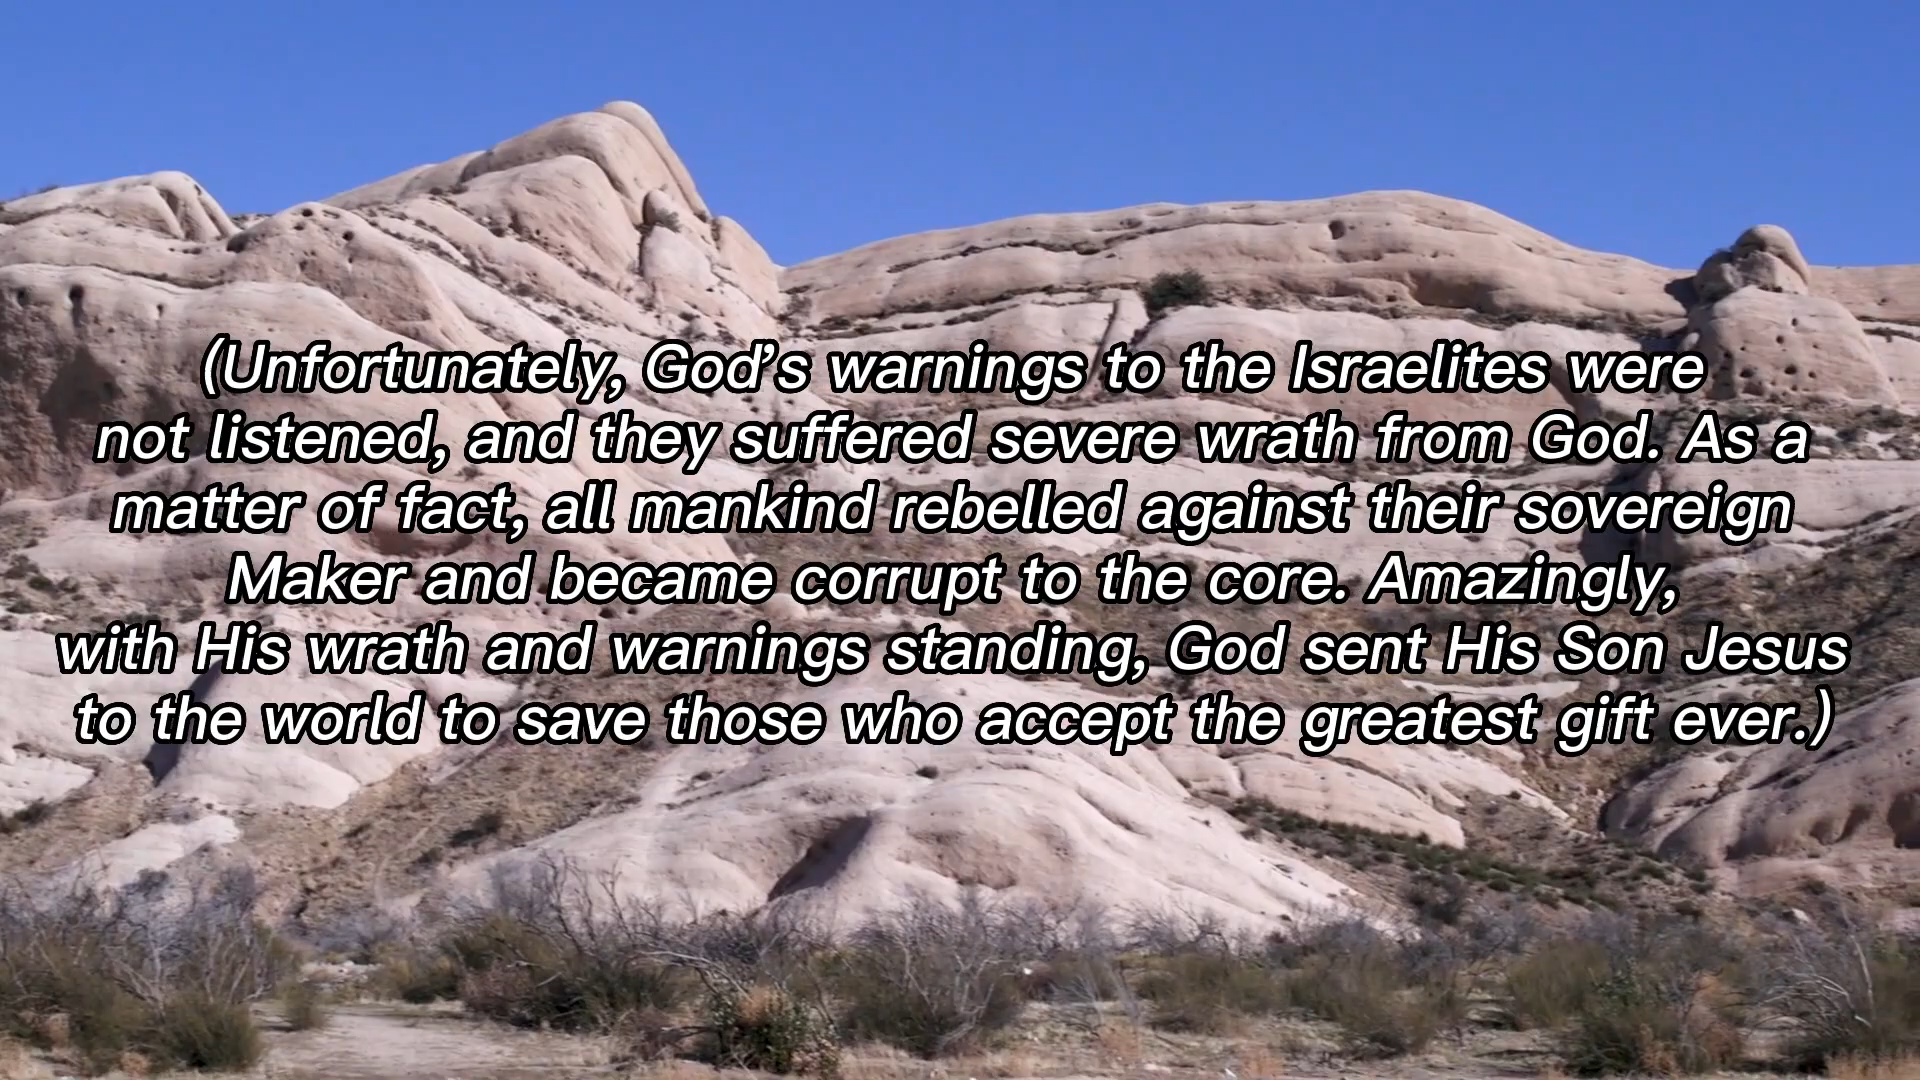 (Unfortunately, God’s warnings to the Israelites were
not listened, and they suffered severe wrath from God. As a
matter of fact, all mankind rebelled against their sovereign
Maker and became corrupt to the core. Amazingly,
with His wrath and warnings standing, God sent His Son Jesus
to the world to save those who accept the greatest gift ever.)